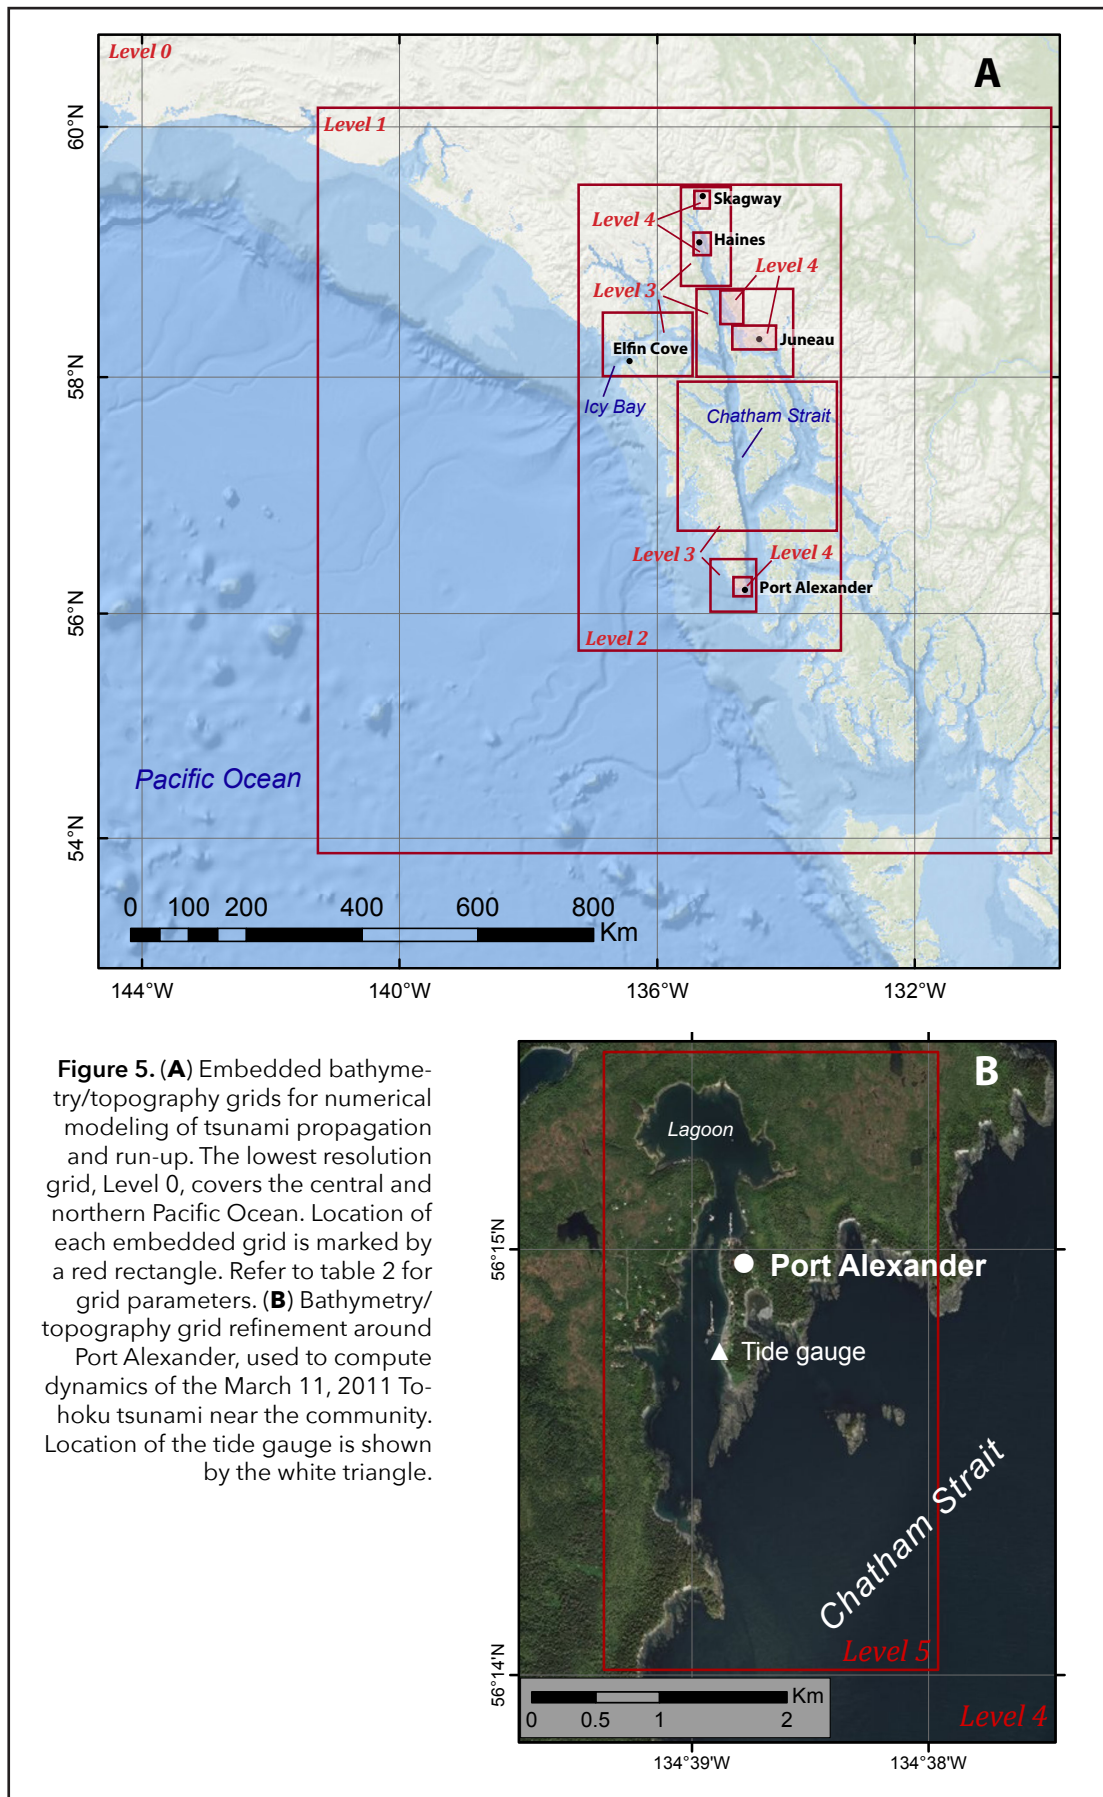 Level 0
A
60°N
Level 1
Skagway
Level 4
Haines
Level 4
Level 3
Juneau
Elfin Cove
58°N
Icy Bay
Chatham Strait
Level 3
Level 4
Port Alexander
56°N
Level 2
Pacific Ocean
54°N
0 100 200 400 600 800
Km
144°W 140°W 136°W 132°W
Figure 5. (A) Embedded bathyme-
try/topography grids for numerical
modeling of tsunami propagation
and run-up. The lowest resolution
grid, Level 0, covers the central and
northern Pacific Ocean. Location of
each embedded grid is marked by
a red rectangle. Refer to table 2 for
grid parameters. (B) Bathymetry/
topography grid refinement around
Port Alexander, used to compute
dynamics of the March 11, 2011 To-
hoku tsunami near the community.
Location of the tide gauge is shown
by the white triangle.
B
Lagoon
56°15'N
Port Alexander
Tide gauge
Chatham Strait
Level 5
56°14'N
Km
0 0.5 1 2
Level 4
134°39'W 134°38'W